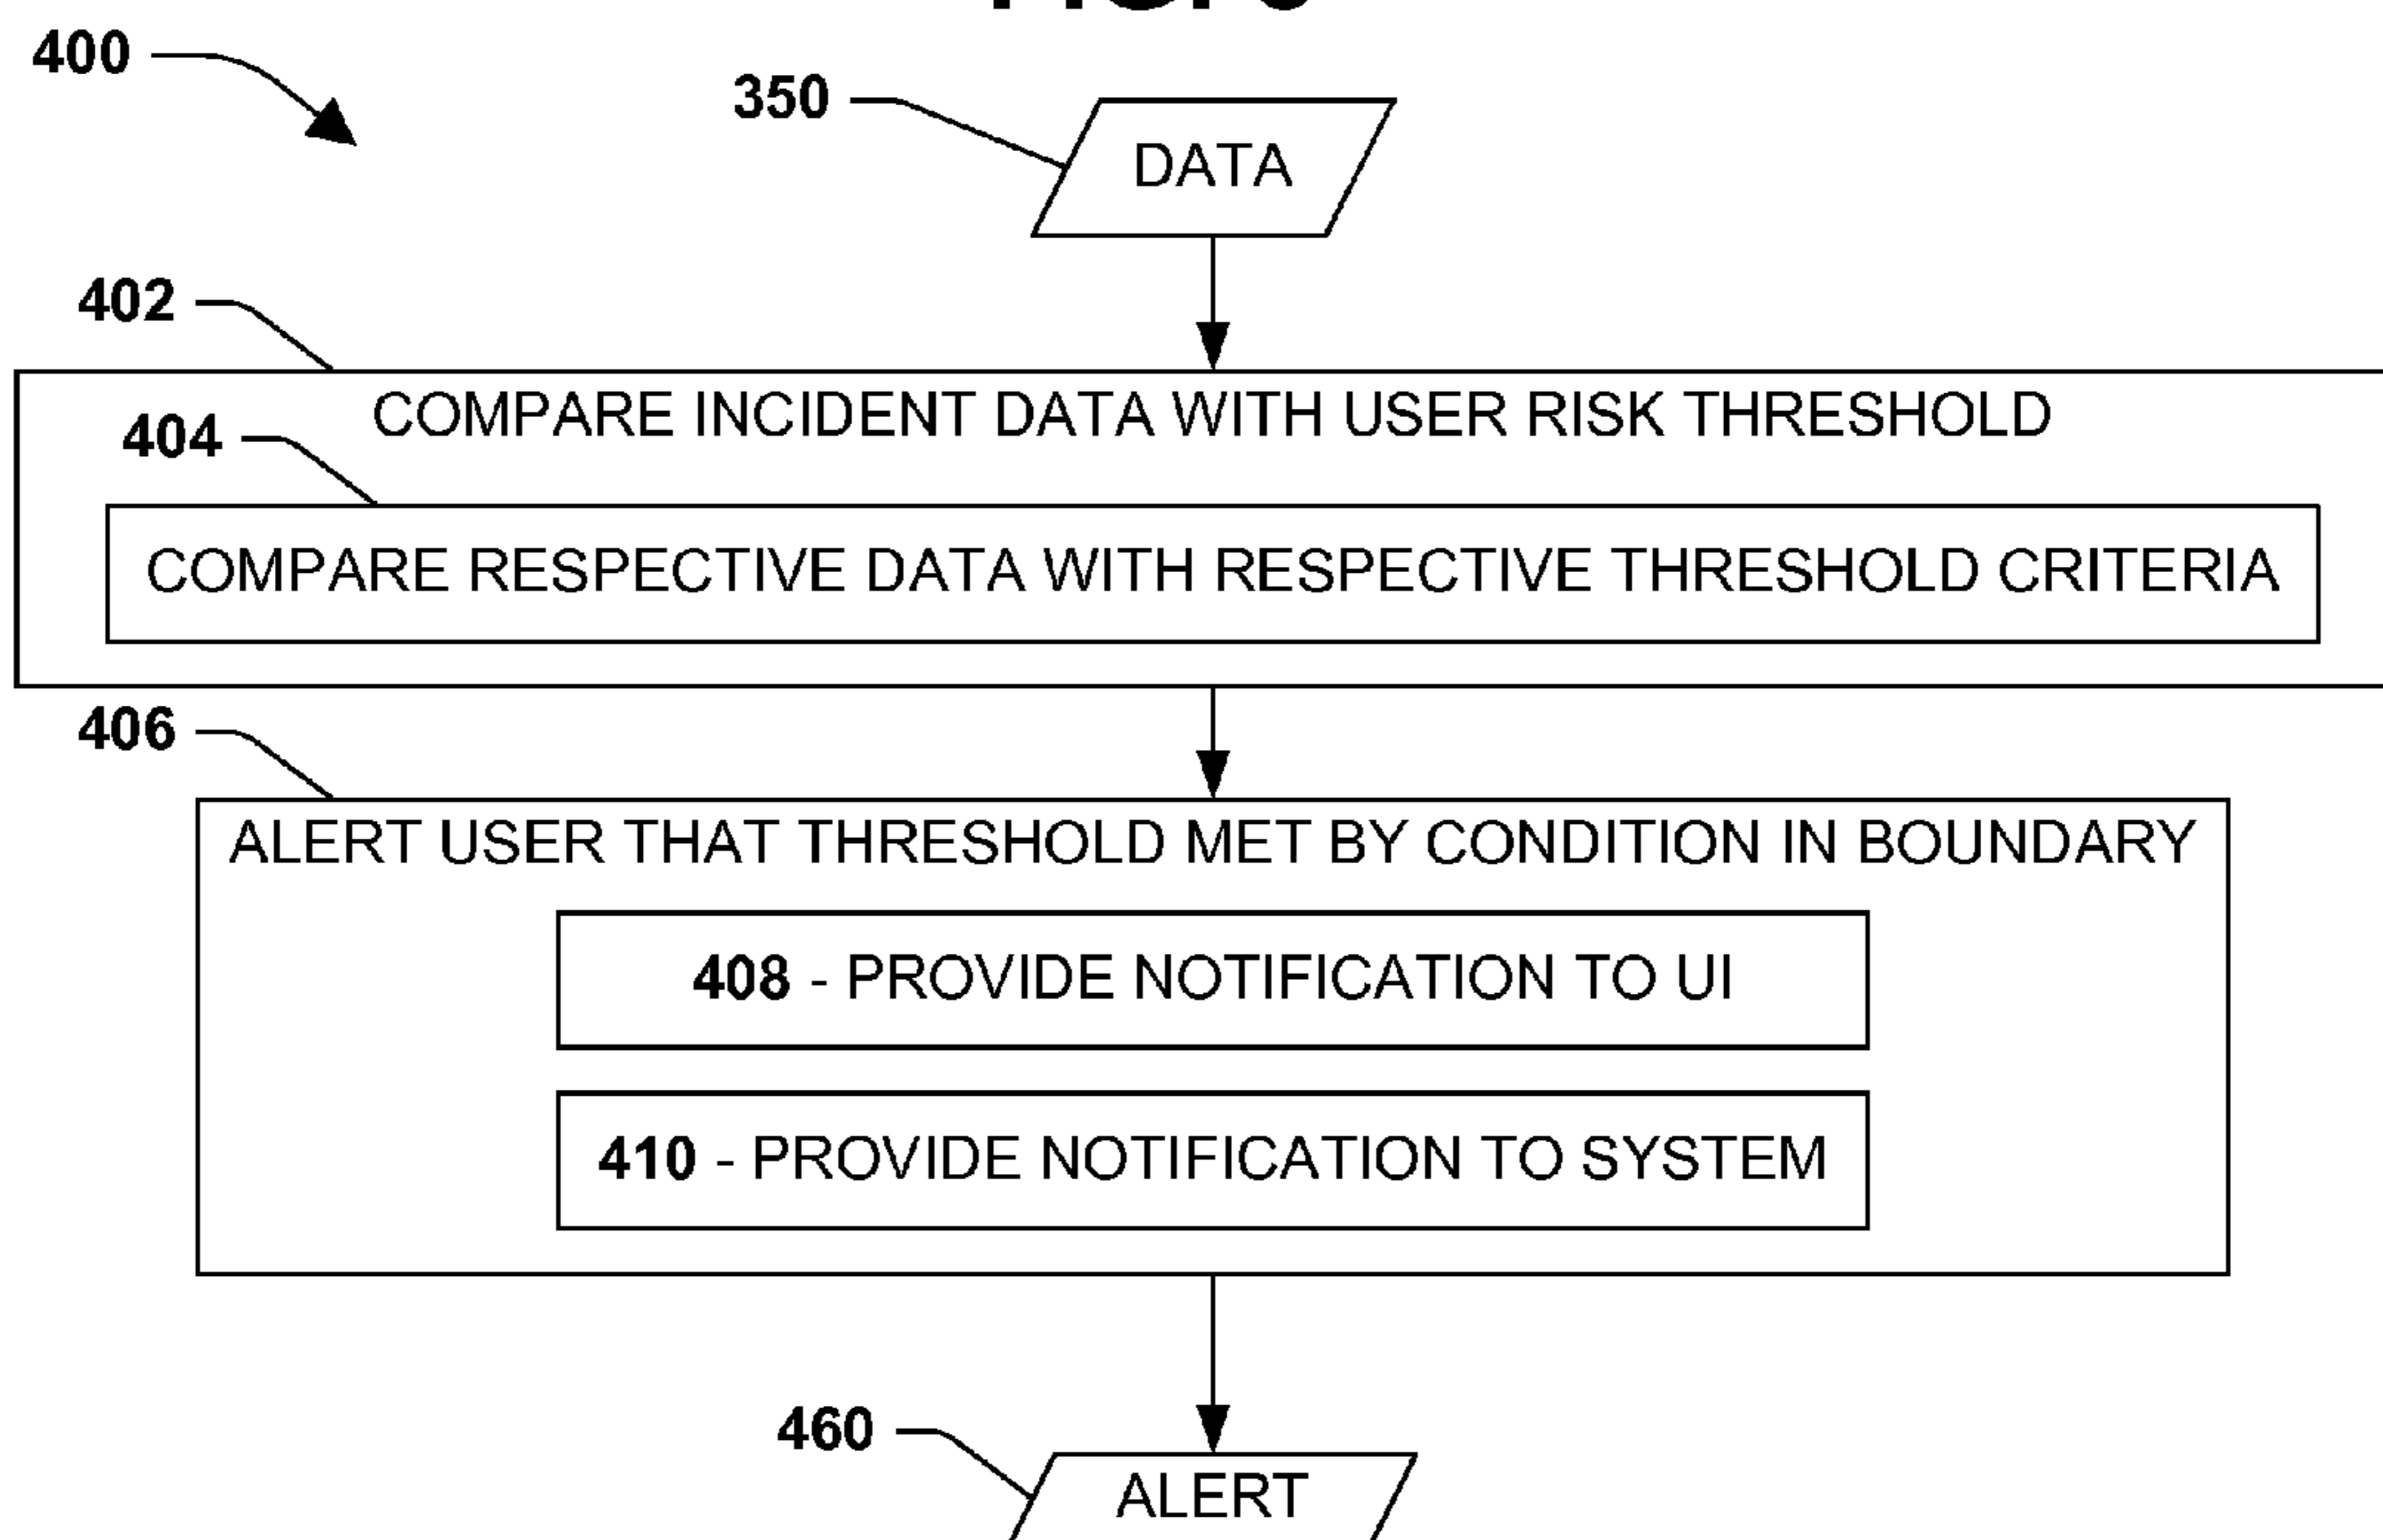 400
350
DATA
402
COMPARE INCIDENT DATA WITH USER RISK THRESHOLD
404
COMPARE RESPECTIVE DATA WITH RESPECTIVE THRESHOLD CRITERIA
406
ALERT USER THAT THRESHOLD MET BY CONDITION IN BOUNDARY
408 - PROVIDE NOTIFICATION TO UI
410 - PROVIDE NOTIFICATION TO SYSTEM
460
ALERT